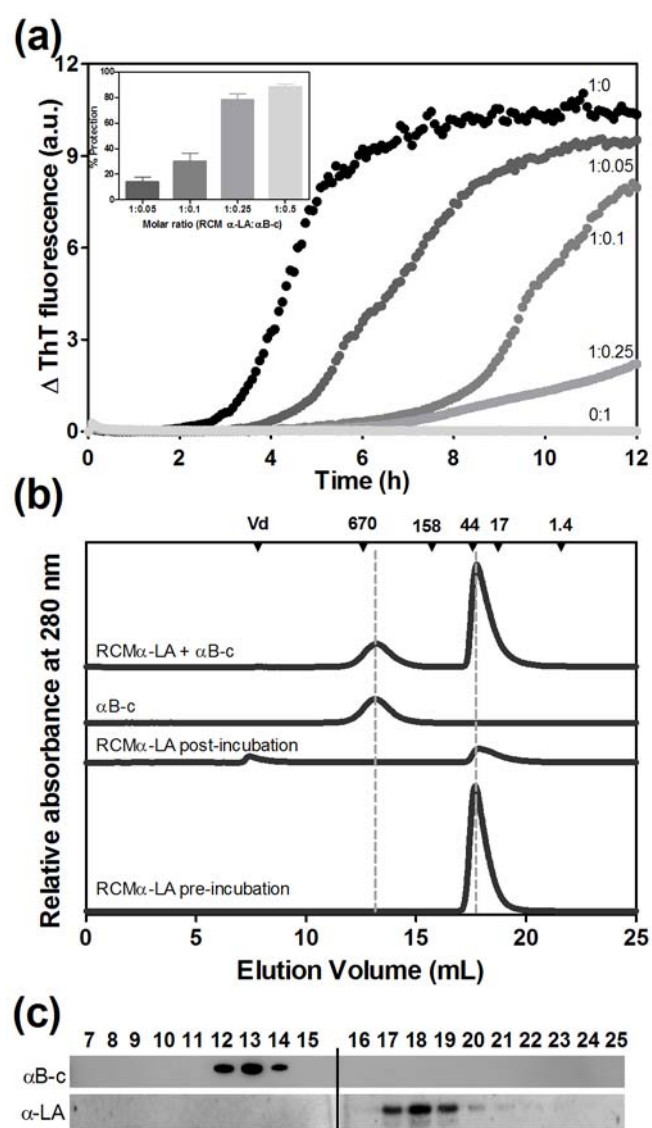 (a)
12
9
6
3
0
Δ ThT fluorescence (a.u.)
100
80
60
40
20
0
% Protection
1:0.05 1:0.1 1:0.25 1:0.5
Molar ratio (RCM α-LA:αB-c)
1:0
1:0.05
1:0.1
1:0.25
0:1
0 2 4 6 8 10 12
Time (h)
(b)
Vd 670 158 44 17 1.4
Relative absorbance at 280 nm
RCMα-LA + αB-c
αB-c
RCMα-LA post-incubation
RCMα-LA pre-incubation
0 5 10 15 20 25
Elution Volume (mL)
(c)
7 8 9 10 11 12 13 14 15 16 17 18 19 20 21 22 23 24 25
αB-c
α-LA